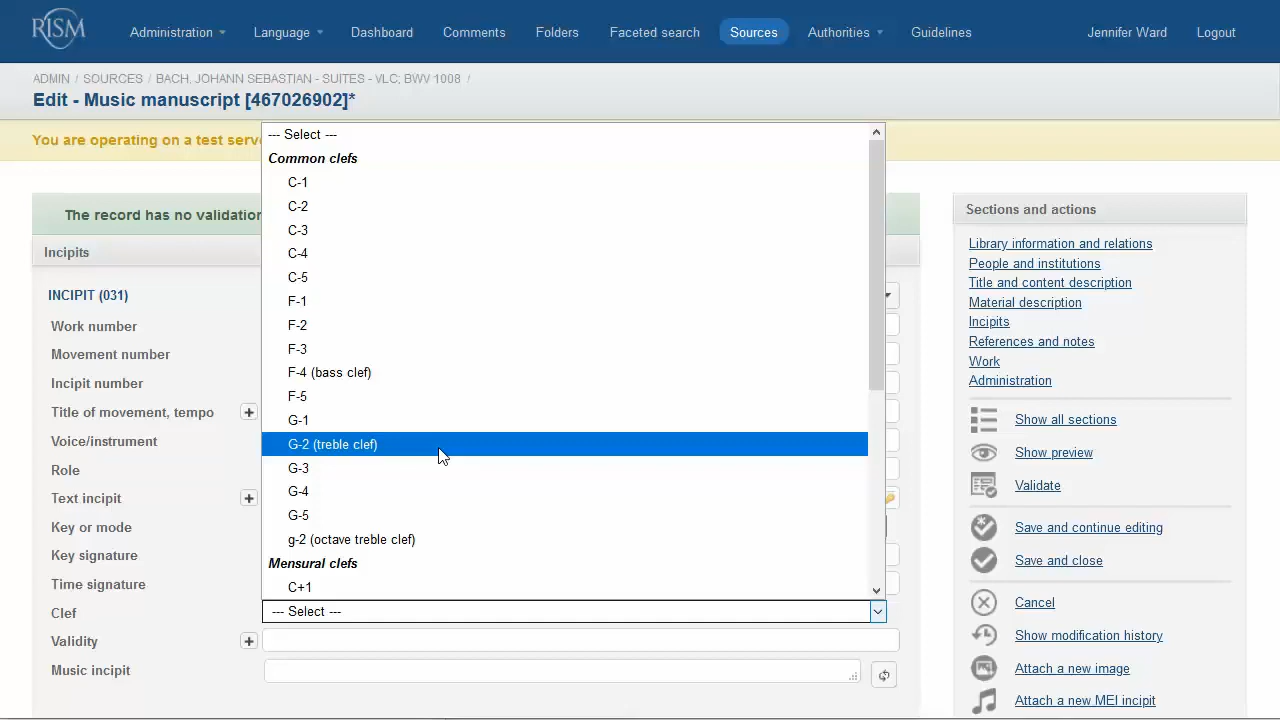 RISM
Administration Language Dashboard Comments Folders Faceted search Sources Authorities Guidelines Jennifer Ward Logout
ADMIN / SOURCES / BACH, JOHANN SEBASTIAN - SUITES - VLC; BWV 1008 /
Edit - Music manuscript [467026902]*
You are operating on a test serv
The record has no validation
Incipits
INCIPIT (031)
Work number
Movement number
Incipit number
Title of movement, tempo
Voice/instrument
Role
Text incipit
Key or mode
Key signature
Time signature
Clef
Validity
Music incipit
--- Select ---
Common clefs
C-1
C-2
C-3
C-4
C-5
F-1
F-2
F-3
F-4 (bass clef)
F-5
G-1
G-2 (treble clef)
G-3
G-4
G-5
g-2 (octave treble clef)
Mensural clefs
C+1
--- Select ---
Sections and actions
Library information and relations
People and institutions
Title and content description
Material description
Incipits
References and notes
Work
Administration
Show all sections
Show preview
Validate
Save and continue editing
Save and close
Cancel
Show modification history
Attach a new image
Attach a new MEI incipit